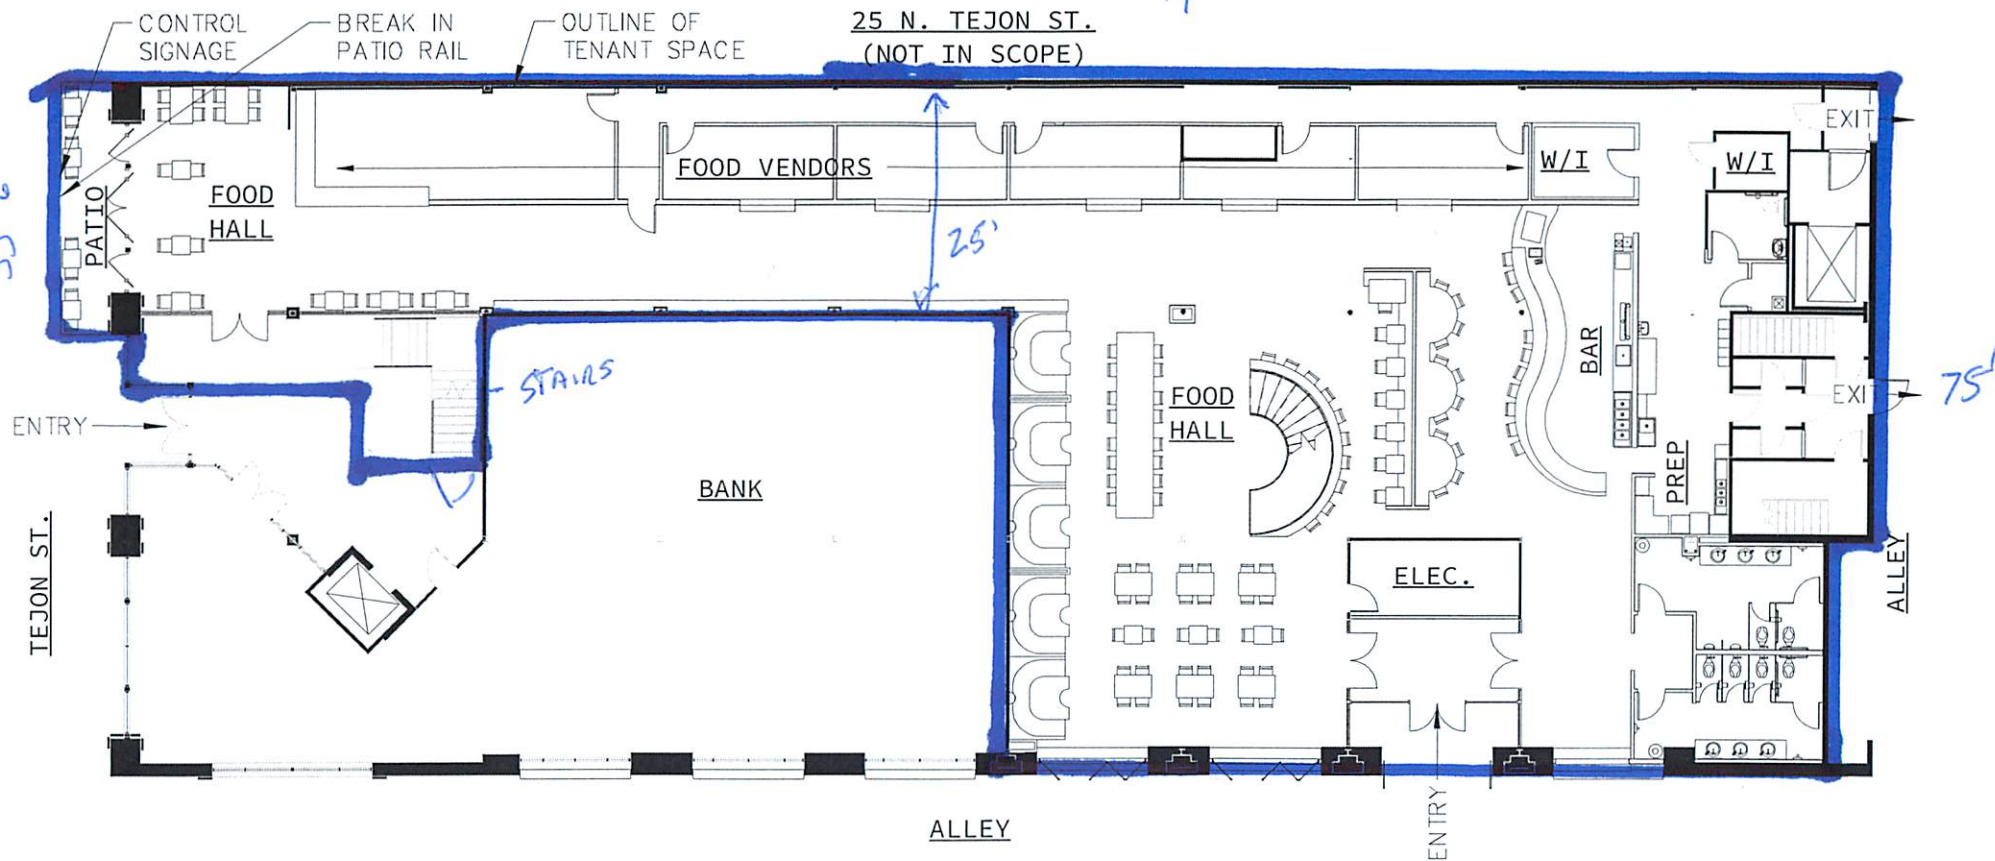 CONTROL
SIGNAGE
BREAK IN
PATIO RAIL
OUTLINE OF
TENANT SPACE
25 N. TEJON ST.
(NOT IN SCOPE)
EXIT
FOOD VENDORS
W/I
W/I
PATIO
FOOD
HALL
25'
STAIRS
ENTRY
BANK
FOOD
HALL
BAR
EXIT
75'
PREP
TEJON ST.
ELEC.
ALLEY
ENTRY
ALLEY